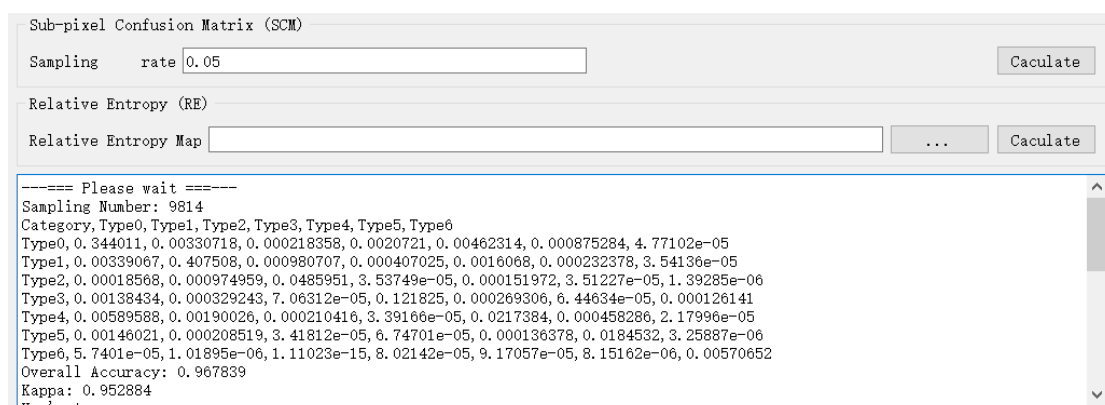 Sub-pixel Confusion Matrix (SCM)
Sampling rate 0.05 Caculate
Relative Entropy (RE)
Relative Entropy Map ... Caculate
---=== Please wait ===---
Sampling Number: 9814
Category,Type0,Type1,Type2,Type3,Type4,Type5,Type6
Type0,0.344011,0.00330718,0.000218358,0.0020721,0.00462314,0.000875284,4.77102e-05
Type1,0.00339067,0.407508,0.000980707,0.000407025,0.0016068,0.000232378,3.54136e-05
Type2,0.00018568,0.000974959,0.0485951,3.53749e-05,0.000151972,3.51227e-05,1.39285e-06
Type3,0.00138434,0.000329243,7.06312e-05,0.121825,0.000269306,6.44634e-05,0.000126141
Type4,0.00589588,0.00190026,0.000210416,3.39166e-05,0.0217384,0.000458286,2.17996e-05
Type5,0.00146021,0.000208519,3.41812e-05,6.74701e-05,0.000136378,0.0184532,3.25887e-06
Type6,5.7401e-05,1.01895e-06,1.11023e-15,8.02142e-05,9.17057e-05,8.15162e-06,0.00570652
Overall Accuracy: 0.967839
Kappa: 0.952884